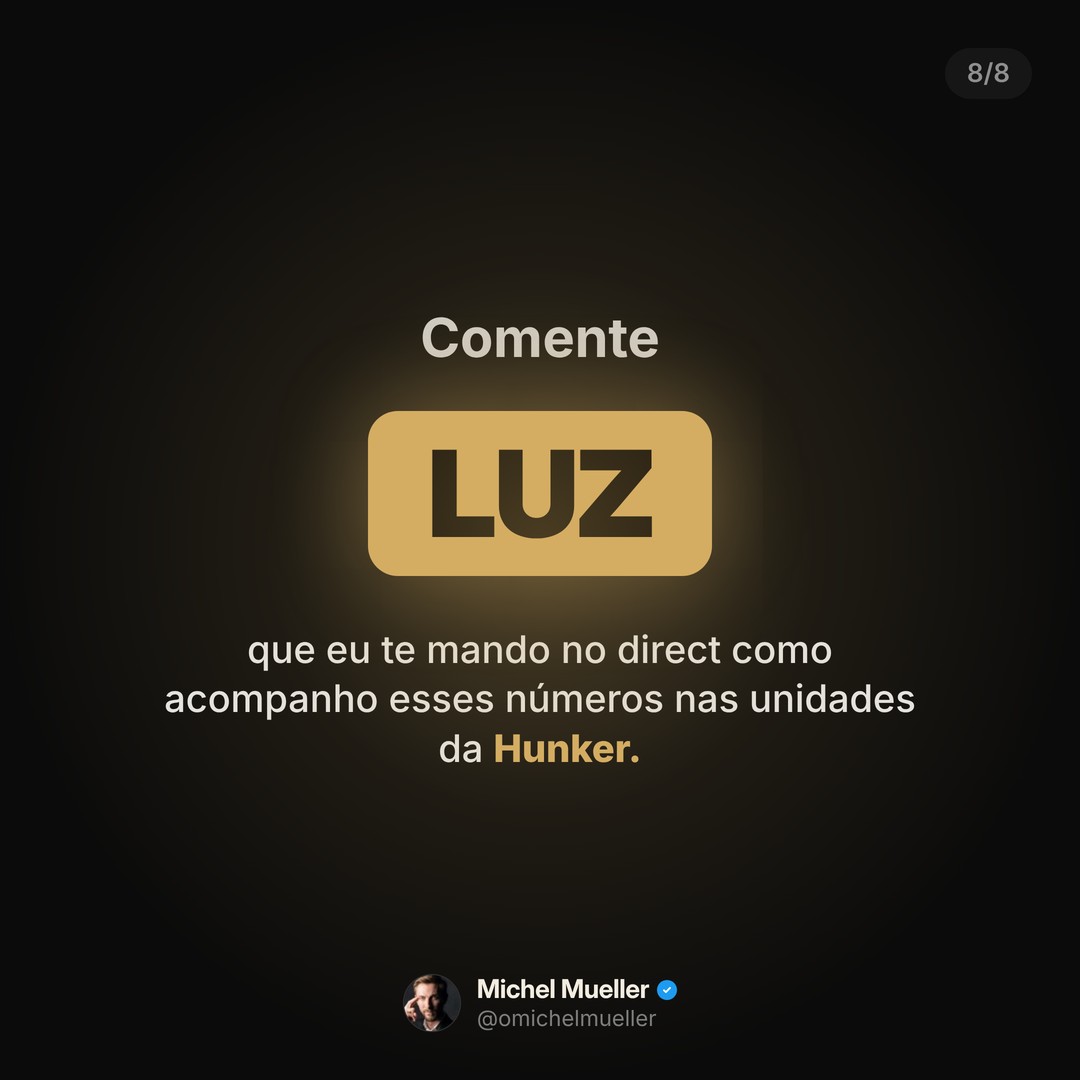 8/8
Comente
LUZ
que eu te mando no direct como
acompanho esses números nas unidades
da Hunker.
Michel Mueller
@omichelmueller